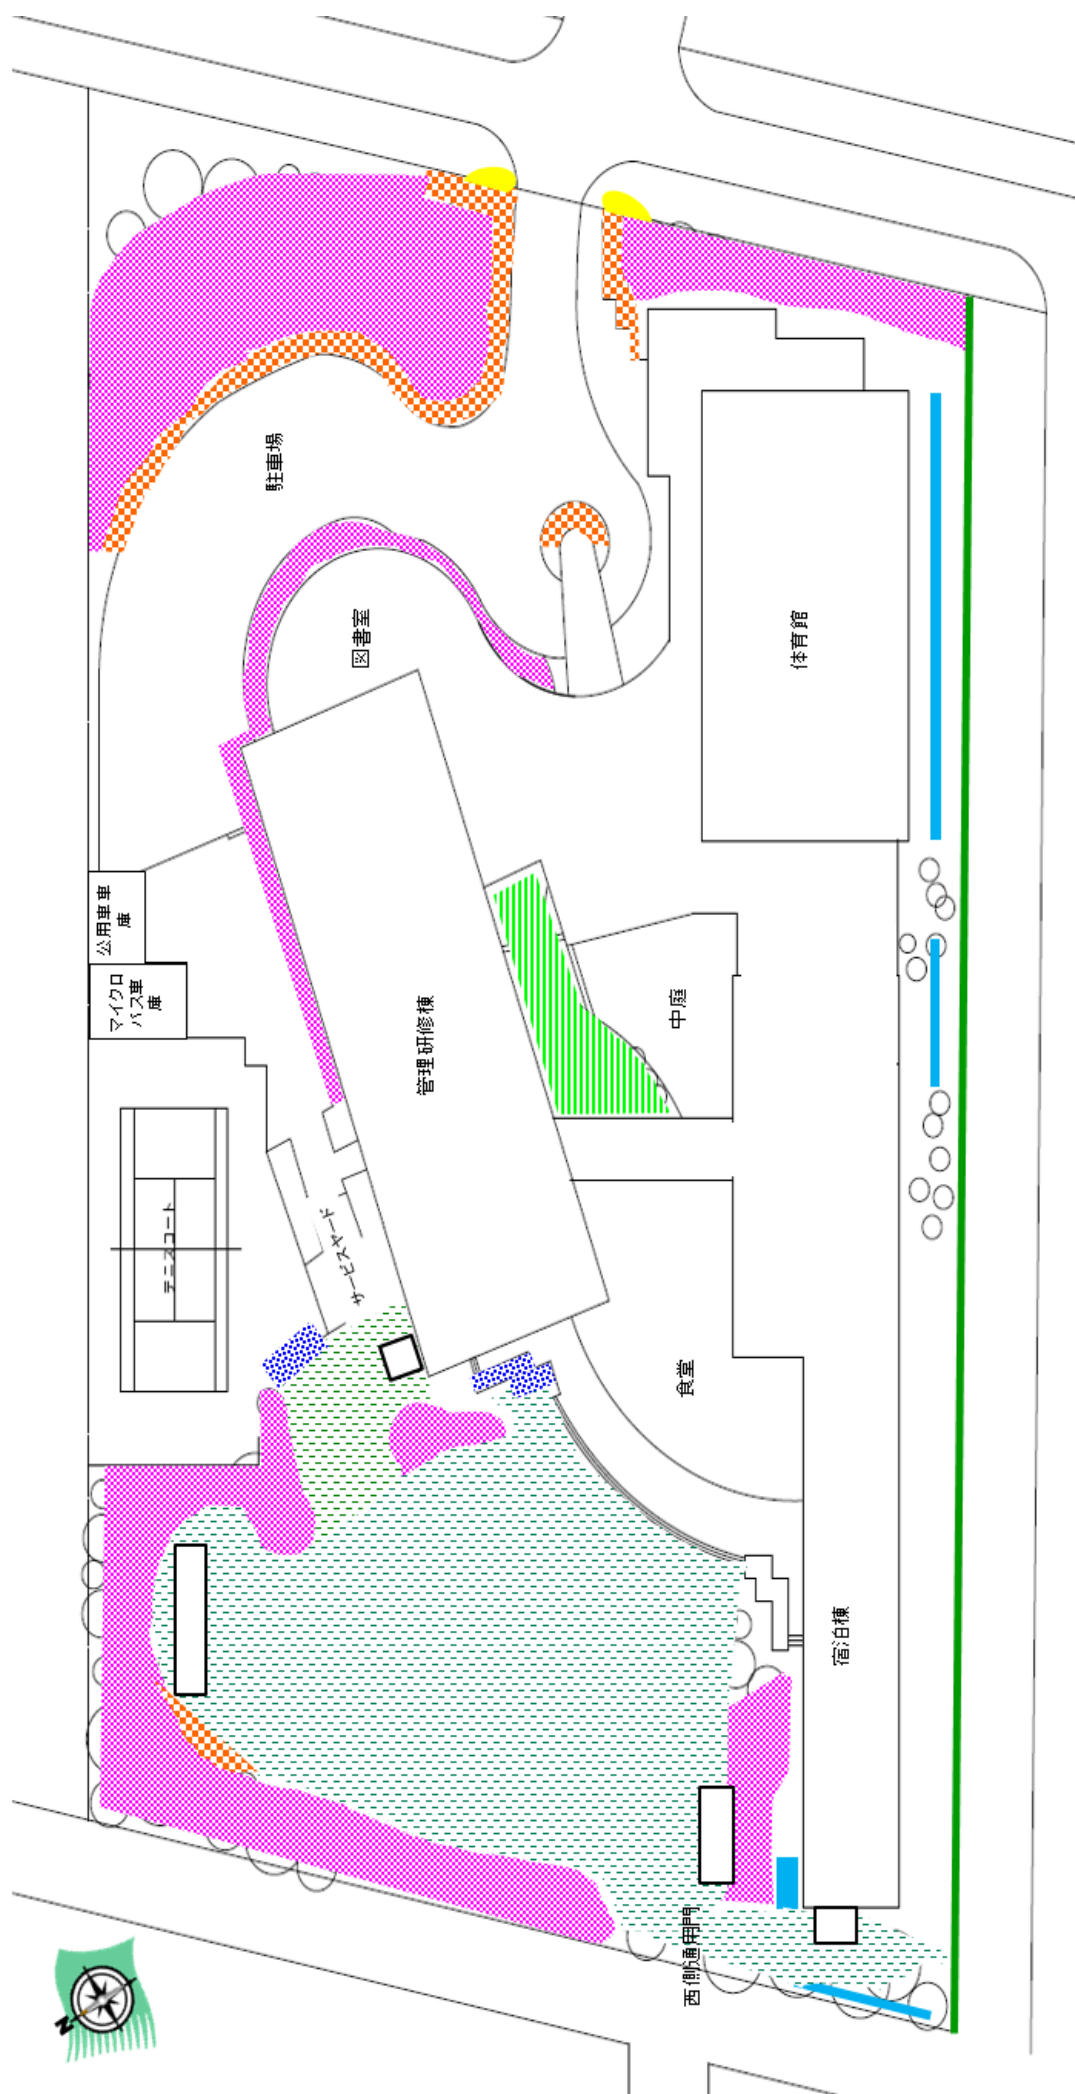 駐車場
図書室
体育館
公用車車
庫
マイクロ
バス車
庫
管理研修棟
中庭
テニスコート
サービスヤード
食堂
宿泊棟
西側通用門
N